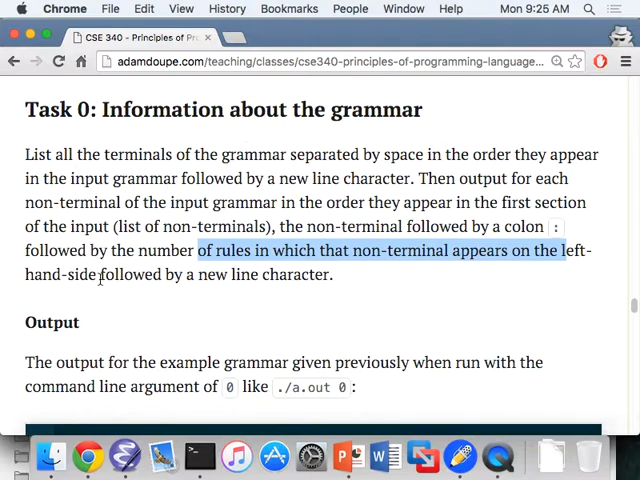 Chrome File Edit View History Bookmarks People Window Help Mon 9:25 AM
CSE 340 - Principles of Pro
adamdoupe.com/teaching/classes/cse340-principles-of-programming-language...
Task 0: Information about the grammar
List all the terminals of the grammar separated by space in the order they appear
in the input grammar followed by a new line character. Then output for each
non-terminal of the input grammar in the order they appear in the first section
of the input (list of non-terminals), the non-terminal followed by a colon :
followed by the number of rules in which that non-terminal appears on the left-
hand-side followed by a new line character.
Output
The output for the example grammar given previously when run with the
command line argument of 0 like ./a.out 0 :